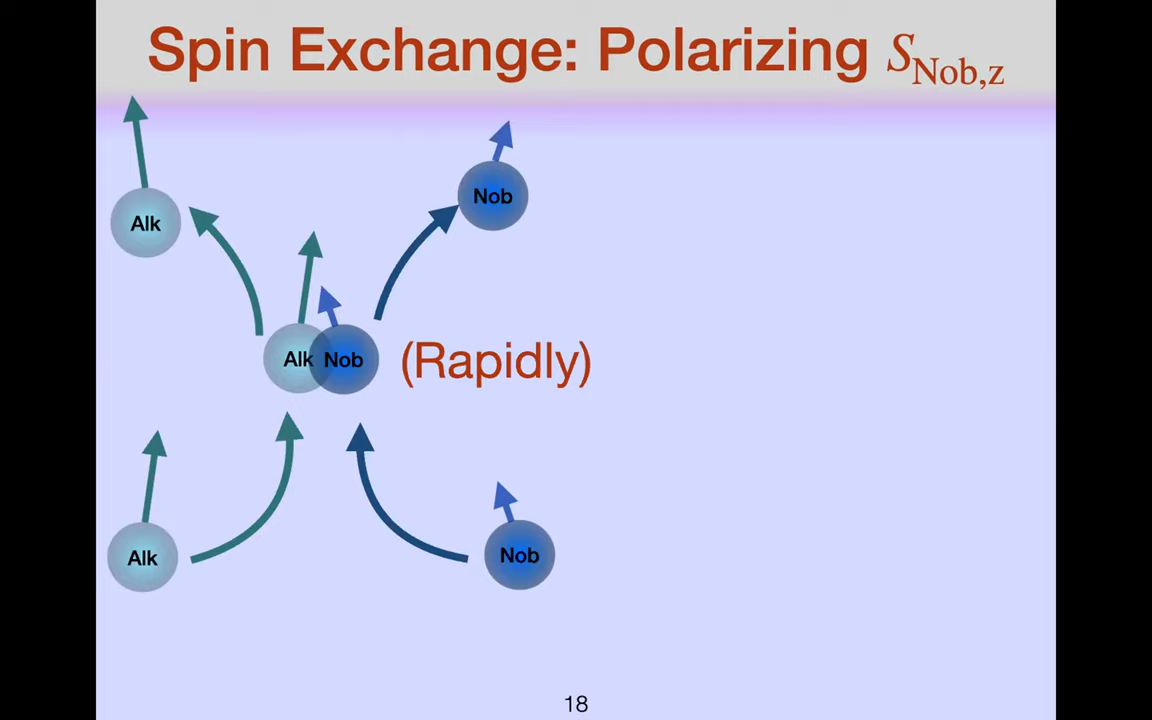 Spin Exchange: Polarizing S_Nob,z
Nob
Alk
Alk Nob (Rapidly)
Alk
Nob
18